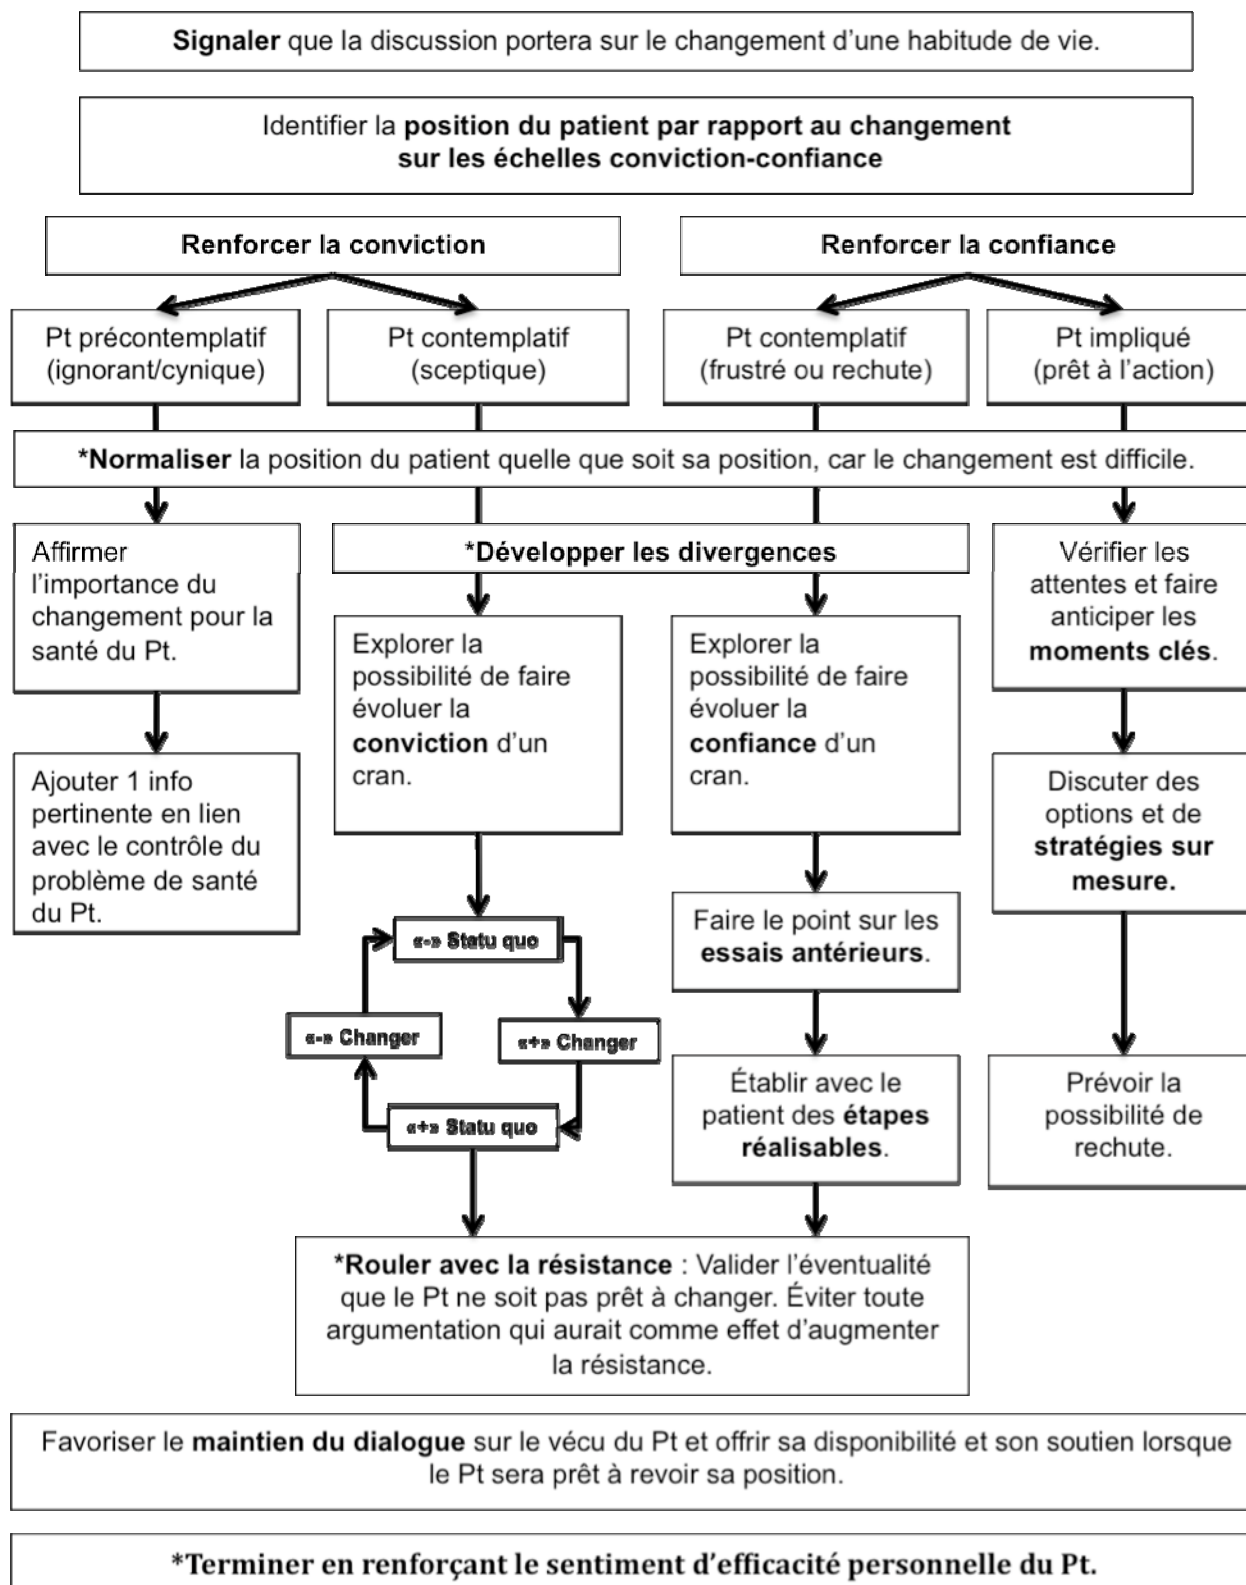 Signaler que la discussion portera sur le changement d’une habitude de vie.
Identifier la position du patient par rapport au changement
sur les échelles conviction-confiance
Renforcer la conviction
Renforcer la confiance
Pt précontemplatif
(ignorant/cynique)
Pt contemplatif
(sceptique)
Pt contemplatif
(frustré ou rechute)
Pt impliqué
(prêt à l’action)
*Normaliser la position du patient quelle que soit sa position, car le changement est difficile.
Affirmer
l’importance du
changement pour la
santé du Pt.
*Développer les divergences
Vérifier les
attentes et faire
anticiper les
moments clés.
Explorer la
possibilité de faire
évoluer la
conviction d’un
cran.
Explorer la
possibilité de faire
évoluer la
confiance d’un
cran.
Ajouter 1 info
pertinente en lien
avec le contrôle du
problème de santé
du Pt.
Discuter des
options et de
stratégies sur
mesure.
«-» Statu quo
«-» Changer
«+» Changer
«+» Statu quo
Faire le point sur les
essais antérieurs.
Établir avec le
patient des étapes
réalisables.
Prévoir la
possibilité de
rechute.
*Rouler avec la résistance : Valider l’éventualité
que le Pt ne soit pas prêt à changer. Éviter toute
argumentation qui aurait comme effet d’augmenter
la résistance.
Favoriser le maintien du dialogue sur le vécu du Pt et offrir sa disponibilité et son soutien lorsque
le Pt sera prêt à revoir sa position.
*Terminer en renforçant le sentiment d’efficacité personnelle du Pt.